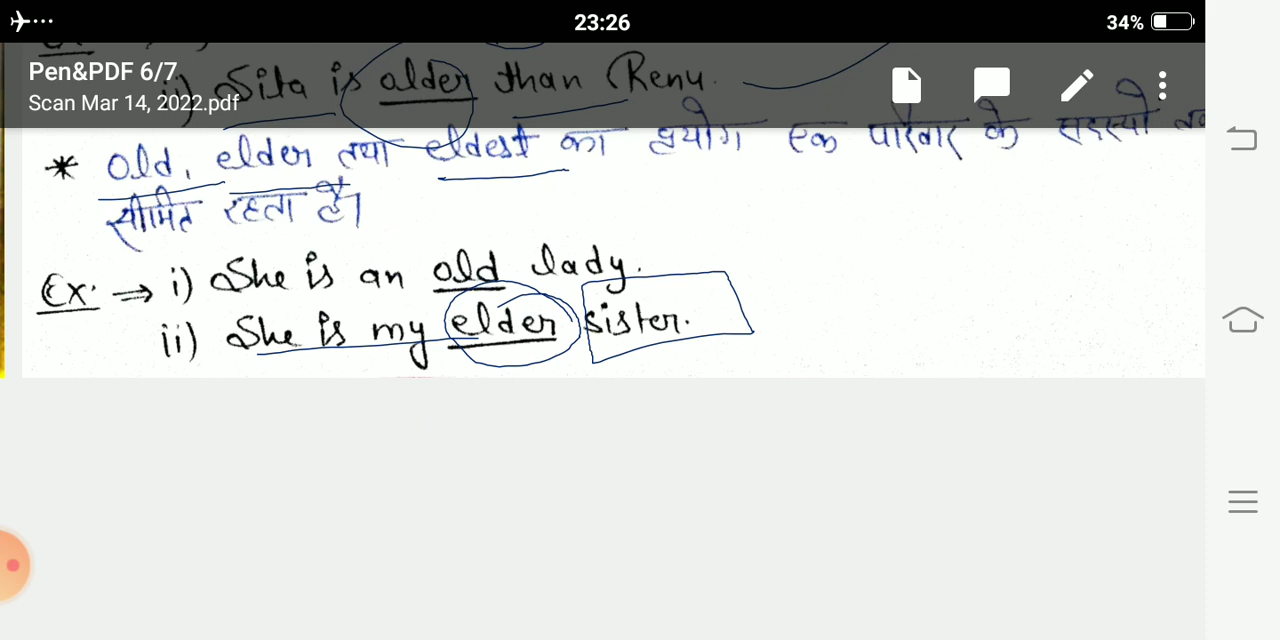 23:26
34%
Pen&PDF 6/7
Scan Mar 14, 2022.pdf
ii) Sita is alder than Renu.
* old, elder तथा eldest का प्रयोग एक परिवार के सदस्यो तक
सीमित रहता है।
Ex. ⇒ i) She is an old lady.
ii) She is my elder sister.